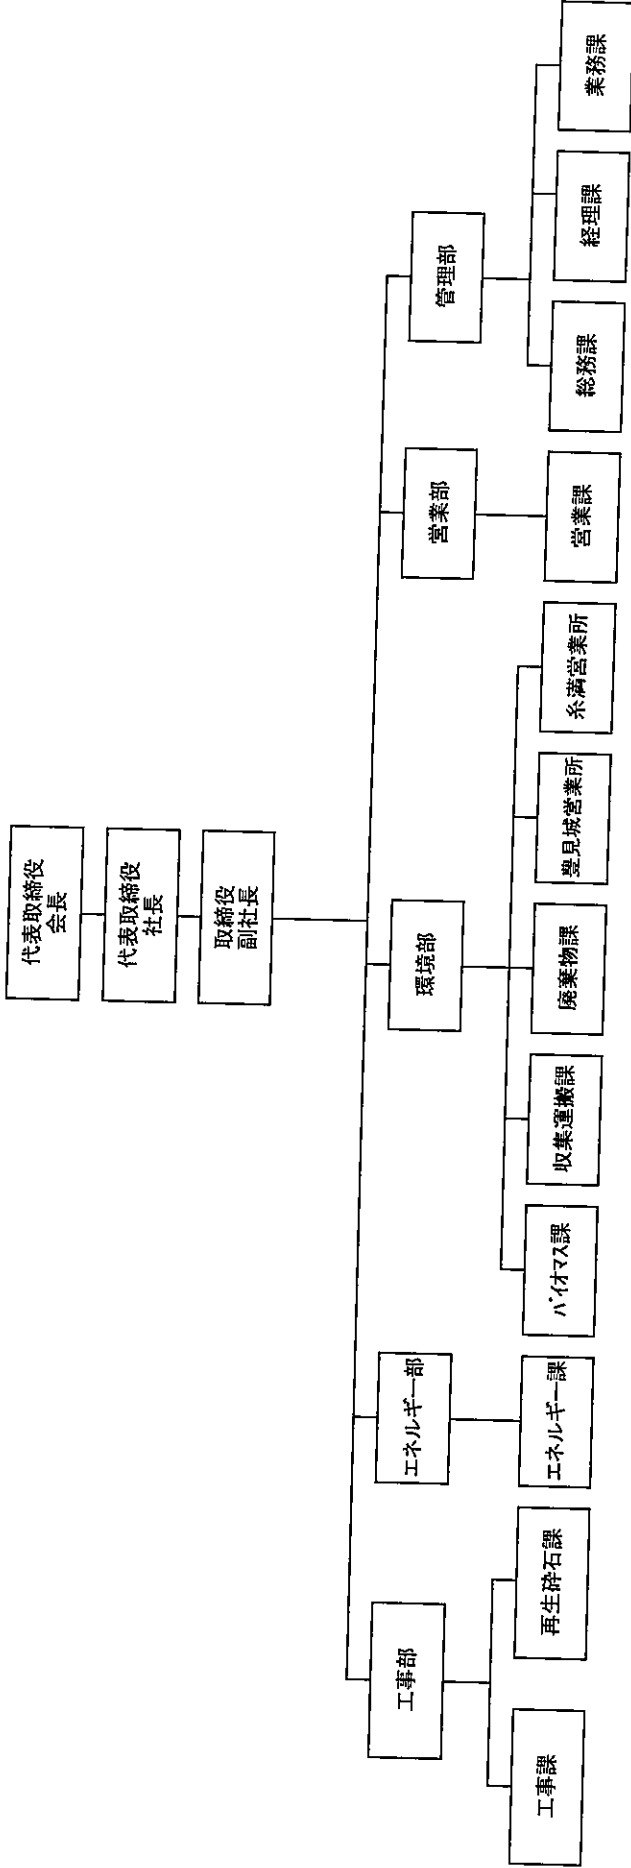 代表取締役
会長
代表取締役
社長
取締役
副社長
工事部
エネルギー部
環境部
営業部
管理部
工事課
再生砕石課
エネルギー課
バイオマス課
収集運搬課
廃棄物課
豊見城営業所
糸満営業所
営業課
総務課
経理課
業務課